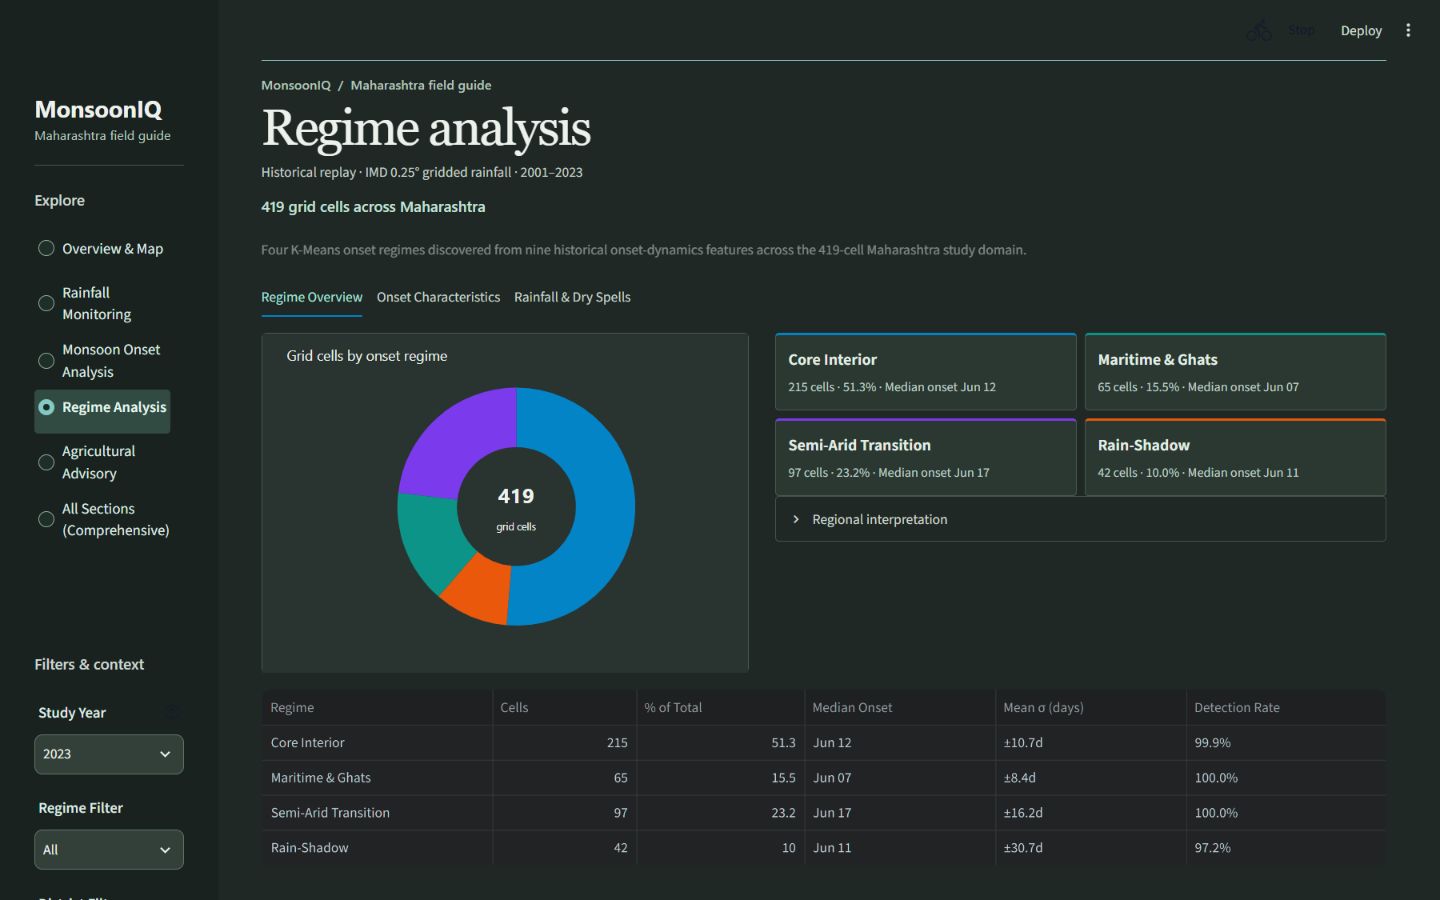 Stop
Deploy
MonsoonIQ
Maharashtra field guide
Explore
Overview & Map
Rainfall
Monitoring
Monsoon Onset
Analysis
Regime Analysis
Agricultural
Advisory
All Sections
(Comprehensive)
Filters & context
Study Year
2023
Regime Filter
All
MonsoonIQ / Maharashtra field guide
Regime analysis
Historical replay · IMD 0.25° gridded rainfall · 2001–2023
419 grid cells across Maharashtra
Four K-Means onset regimes discovered from nine historical onset-dynamics features across the 419-cell Maharashtra study domain.
Regime Overview Onset Characteristics Rainfall & Dry Spells
Grid cells by onset regime
419
grid cells
Core Interior
215 cells · 51.3% · Median onset Jun 12
Maritime & Ghats
65 cells · 15.5% · Median onset Jun 07
Semi-Arid Transition
97 cells · 23.2% · Median onset Jun 17
Rain-Shadow
42 cells · 10.0% · Median onset Jun 11
Regional interpretation
Regime Cells % of Total Median Onset Mean σ (days) Detection Rate
Core Interior 215 51.3 Jun 12 ±10.7d 99.9%
Maritime & Ghats 65 15.5 Jun 07 ±8.4d 100.0%
Semi-Arid Transition 97 23.2 Jun 17 ±16.2d 100.0%
Rain-Shadow 42 10 Jun 11 ±30.7d 97.2%